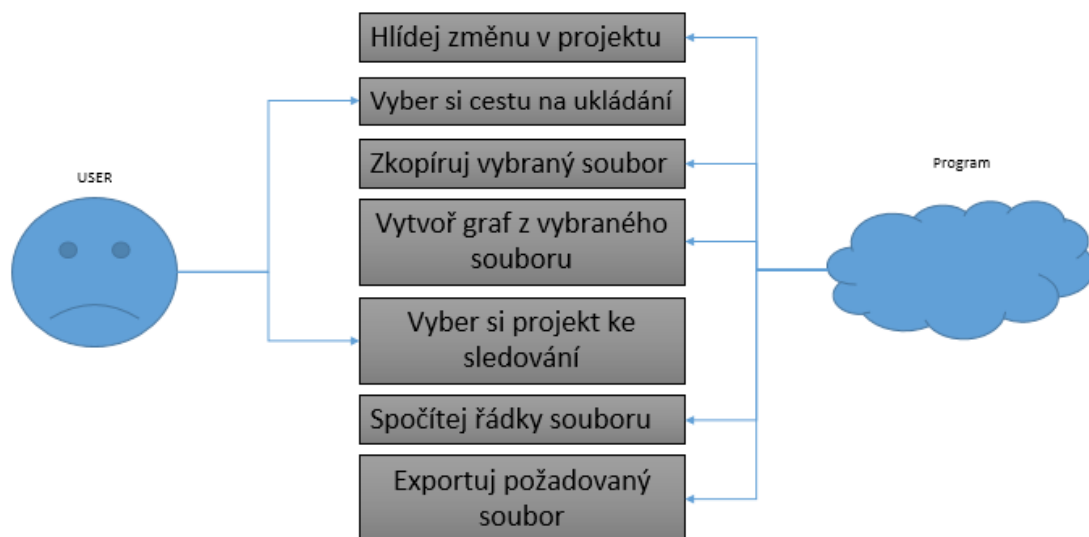 Hlídej změnu v projektu
Vyber si cestu na ukládání
Zkopíruj vybraný soubor
USER
Program
Vytvoř graf z vybraného
souboru
Vyber si projekt ke
sledování
Spočítej řádky souboru
Exportuj požadovaný
soubor